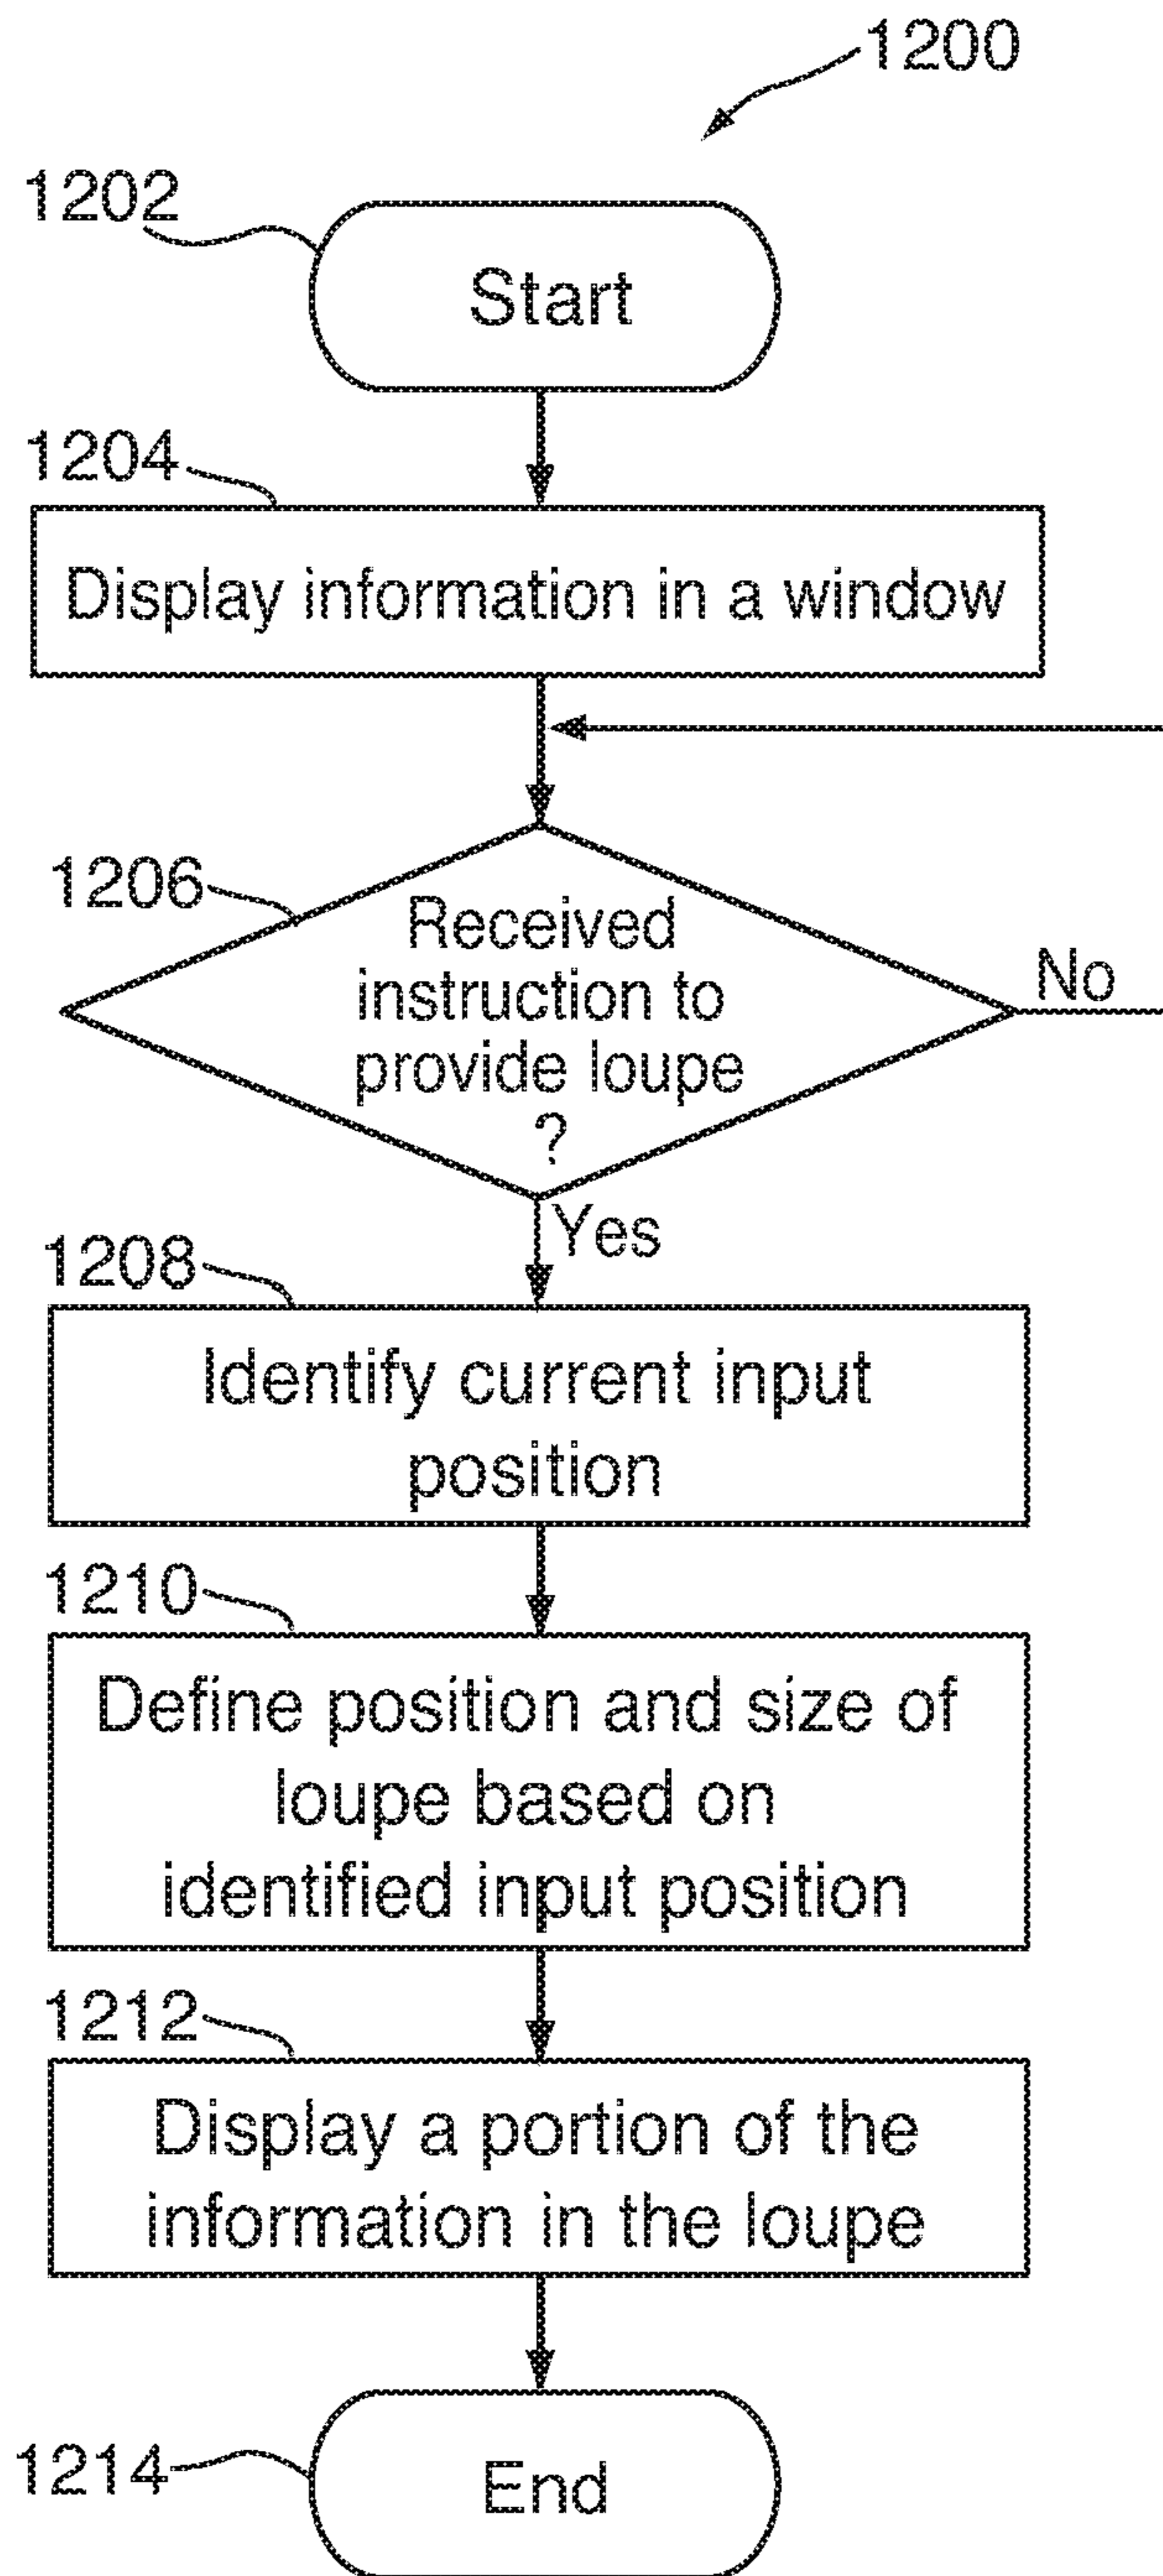 1200
1202
Start
1204
Display information in a window
1206
Received
instruction to
provide loupe
?
No
Yes
1208
Identify current input
position
1210
Define position and size of
loupe based on
identified input position
1212
Display a portion of the
information in the loupe
1214
End